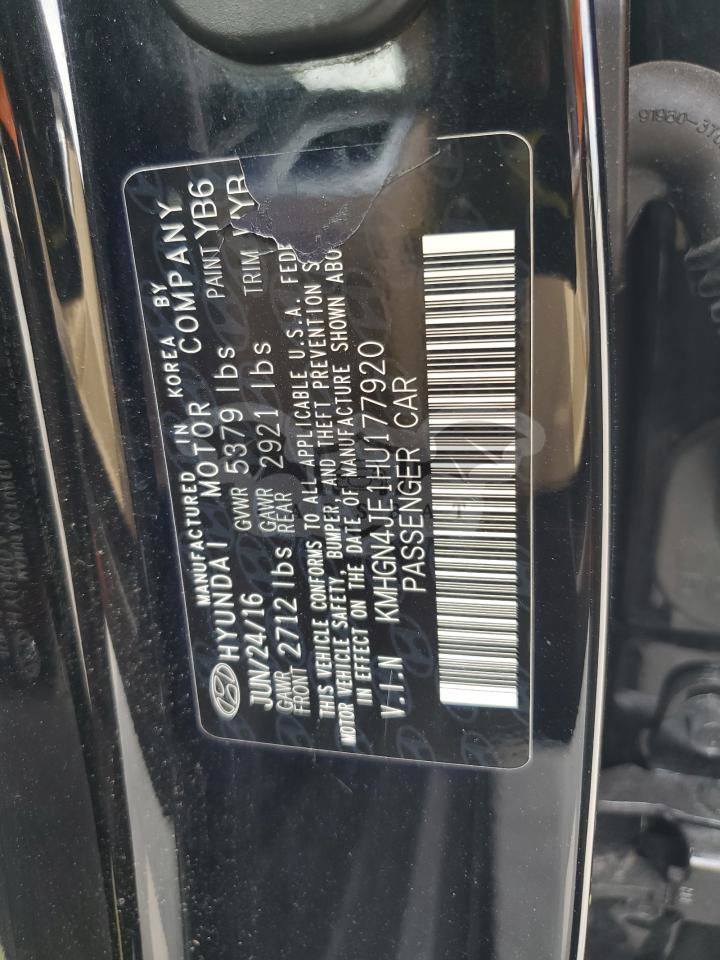 MANUFACTURED IN KOREA BY
HYUNDAI MOTOR COMPANY
JUN/24/16 GVWR 5379 lbs PAINT YB6
GAWR FRONT 2712 lbs GAWR REAR 2921 lbs TRIM
THIS VEHICLE CONFORMS TO ALL APPLICABLE U.S.A. FEDE
MOTOR VEHICLE SAFETY, BUMPER, AND THEFT PREVENTION S
IN EFFECT ON THE DATE OF MANUFACTURE SHOWN ABO
V.I.N KMHGN4JE1HU177920
PASSENGER CAR